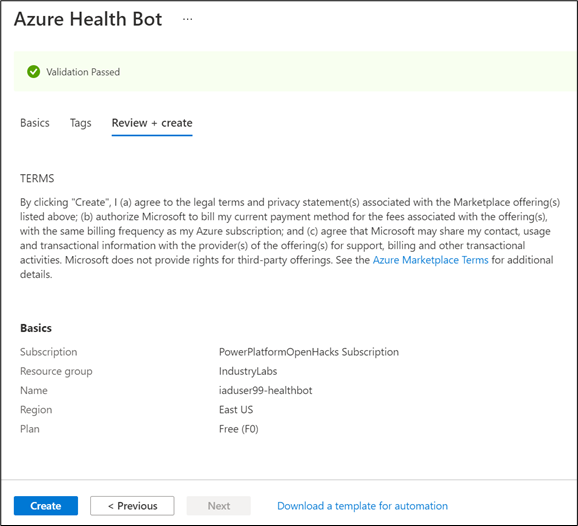 Azure Health Bot ...
Validation Passed
Basics Tags Review + create
TERMS
By clicking "Create", I (a) agree to the legal terms and privacy statement(s) associated with the Marketplace offering(s)
listed above; (b) authorize Microsoft to bill my current payment method for the fees associated with the offering(s),
with the same billing frequency as my Azure subscription; and (c) agree that Microsoft may share my contact, usage
and transactional information with the provider(s) of the offering(s) for support, billing and other transactional
activities. Microsoft does not provide rights for third-party offerings. See the Azure Marketplace Terms for additional
details.
Basics
Subscription PowerPlatformOpenHacks Subscription
Resource group IndustryLabs
Name iaduser99-healthbot
Region East US
Plan Free (F0)
Create < Previous Next Download a template for automation